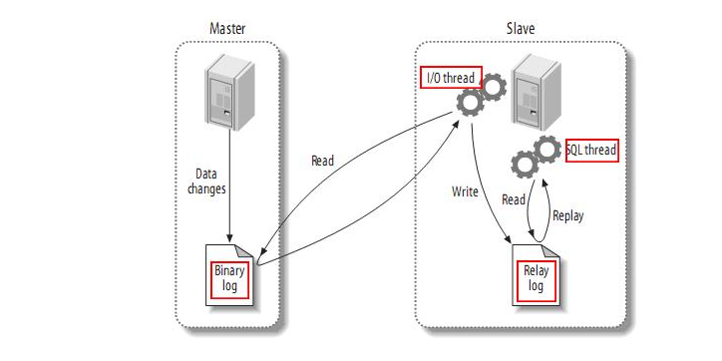 Master
Slave
I/O thread
SQL thread
Read
Data
changes
Write
Read
Replay
Binary
log
Relay
log